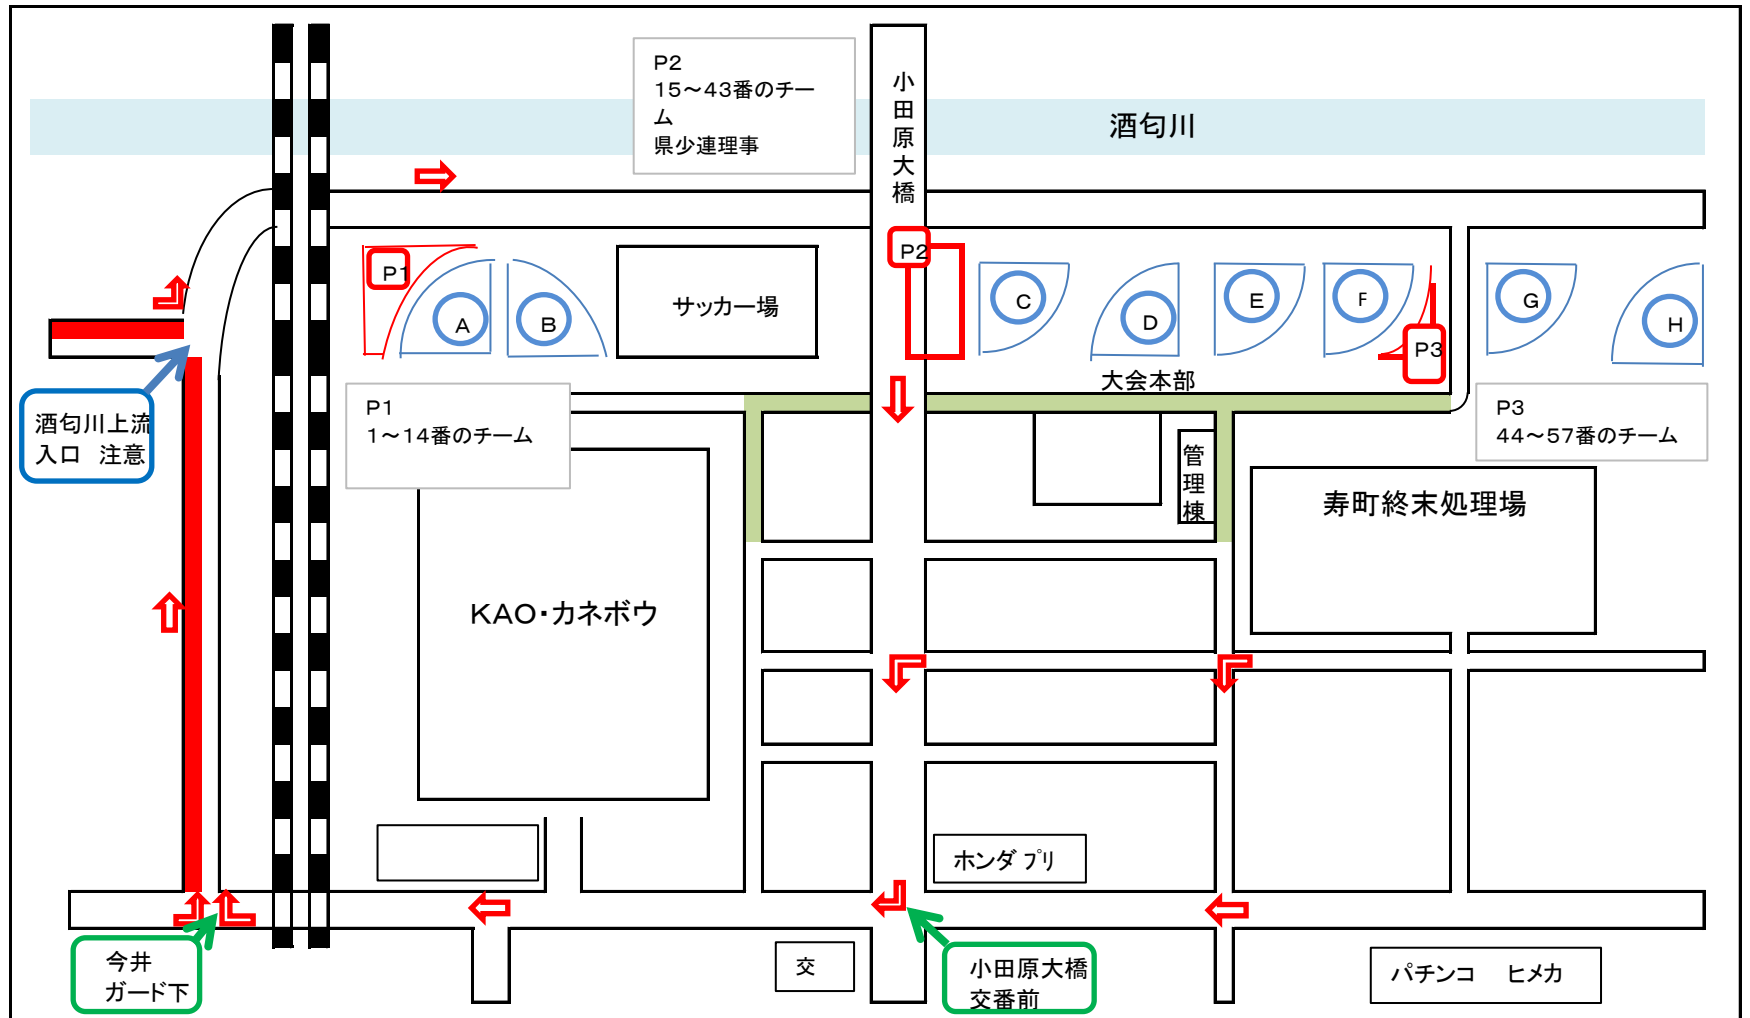 P2
15～43番のチー
ム
県少連理事
小田原大橋
酒匂川
P1
A
B
サッカー場
P2
C
D
E
F
P3
G
H
大会本部
酒匂川上流
入口 注意
P1
1～14番のチーム
P3
44～57番のチーム
管理棟
寿町終末処理場
KAO・カネボウ
ホンダ プリ
今井
ガード下
交
小田原大橋
交番前
パチンコ ヒメカ